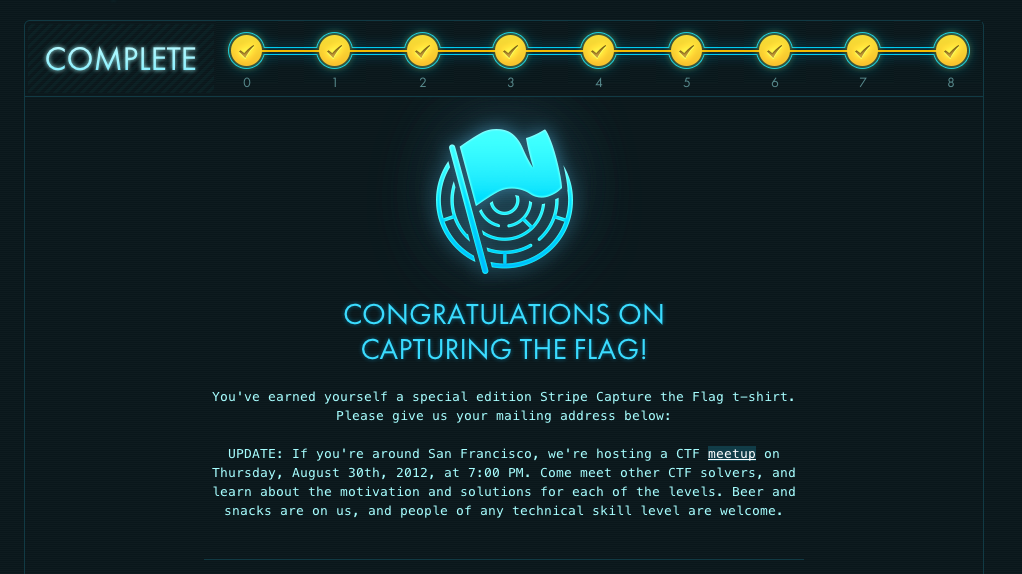 COMPLETE
0 1 2 3 4 5 6 7 8
CONGRATULATIONS ON
CAPTURING THE FLAG!
You've earned yourself a special edition Stripe Capture the Flag t-shirt.
Please give us your mailing address below:
UPDATE: If you're around San Francisco, we're hosting a CTF meetup on
Thursday, August 30th, 2012, at 7:00 PM. Come meet other CTF solvers, and
learn about the motivation and solutions for each of the levels. Beer and
snacks are on us, and people of any technical skill level are welcome.